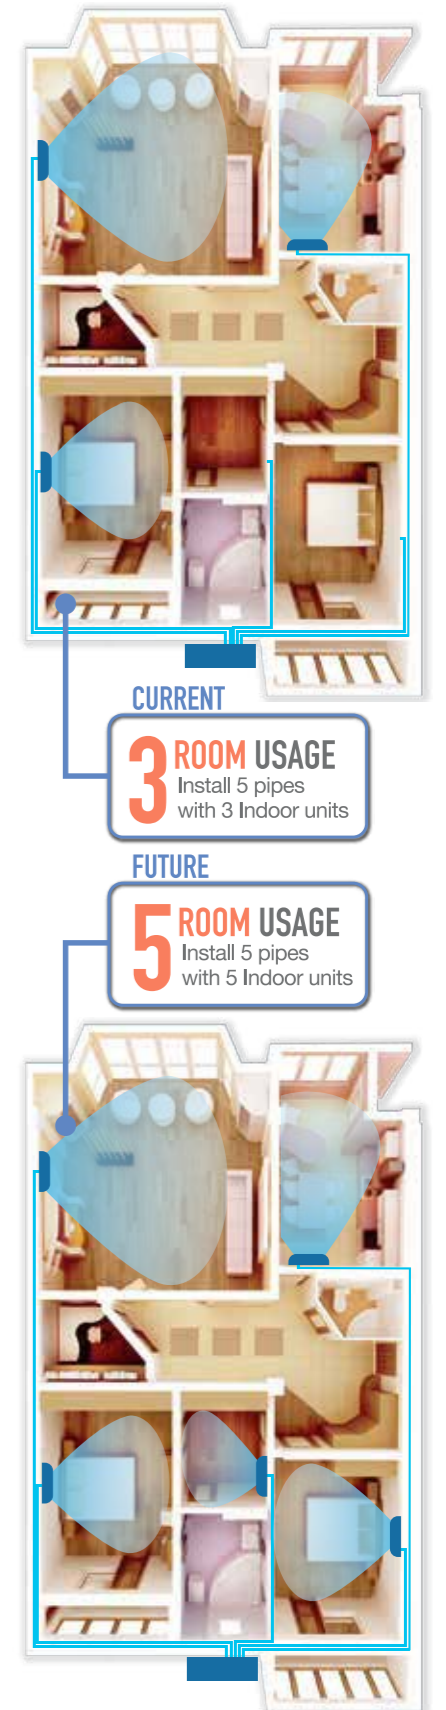 CURRENT
3 ROOM USAGE
Install 5 pipes
with 3 Indoor units
FUTURE
5 ROOM USAGE
Install 5 pipes
with 5 Indoor units